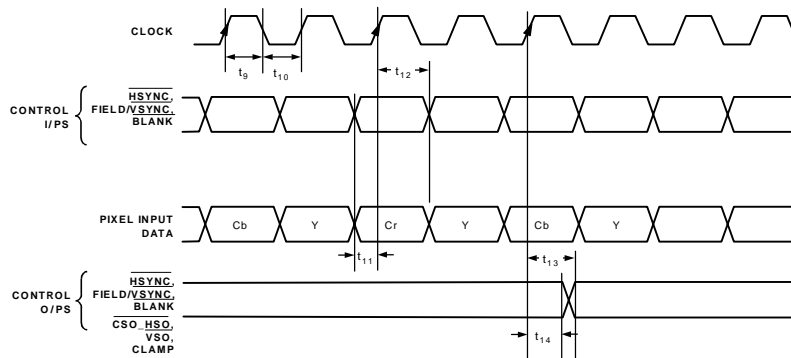 CLOCK
t9
t10
t12
CONTROL
I/PS
HSYNC,
FIELD/VSYNC,
BLANK
PIXEL INPUT
DATA
Cb
Y
Cr
Y
Cb
Y
t11
t13
CONTROL
O/PS
HSYNC,
FIELD/VSYNC,
BLANK
CSO_HSO,
VSO,
CLAMP
t14